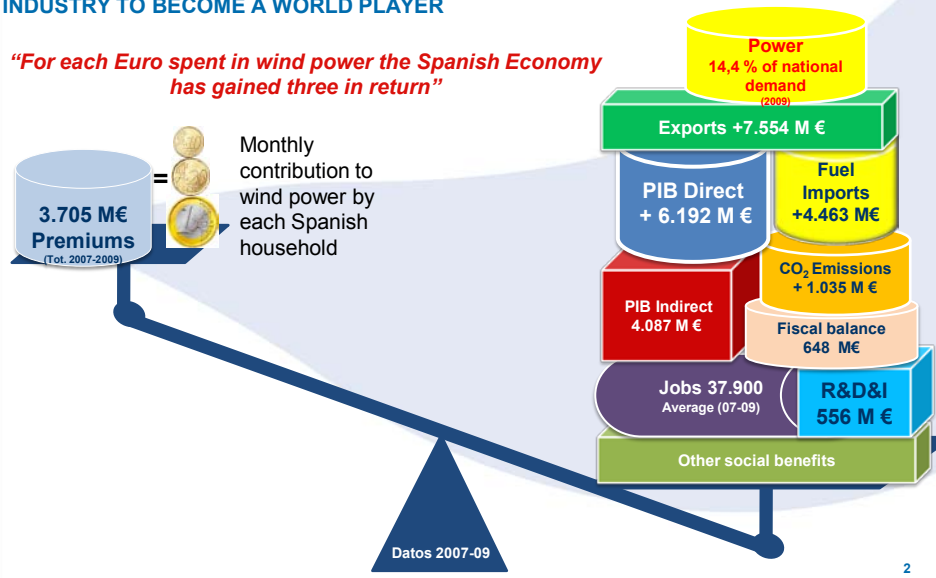 INDUSTRY TO BECOME A WORLD PLAYER
“For each Euro spent in wind power the Spanish Economy
has gained three in return”
3.705 M€
Premiums
(Tot. 2007-2009)
=
Monthly
contribution to
wind power by
each Spanish
household
Power
14,4 % of national
demand
(2009)
Exports +7.554 M €
PIB Direct
+ 6.192 M €
Fuel
Imports
+4.463 M€
CO₂ Emissions
+ 1.035 M €
PIB Indirect
4.087 M €
Fiscal balance
648 M€
Jobs 37.900
Average (07-09)
R&D&I
556 M €
Other social benefits
Datos 2007-09
2